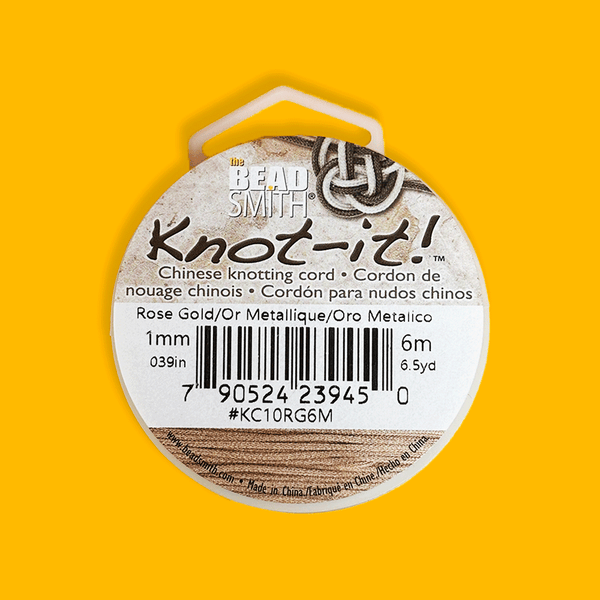 the
BEAD
SMITH®
Knot-it!™
Chinese knotting cord • Cordon de
nouage chinois • Cordón para nudos chinos
Rose Gold/Or Metallique/Oro Metalico
1mm 6m
039in 6.5yd
7 90524 23945 0
#KC10RG6M
www.beadsmith.com • Made in China/Fabriqué en Chine/Hecho en China